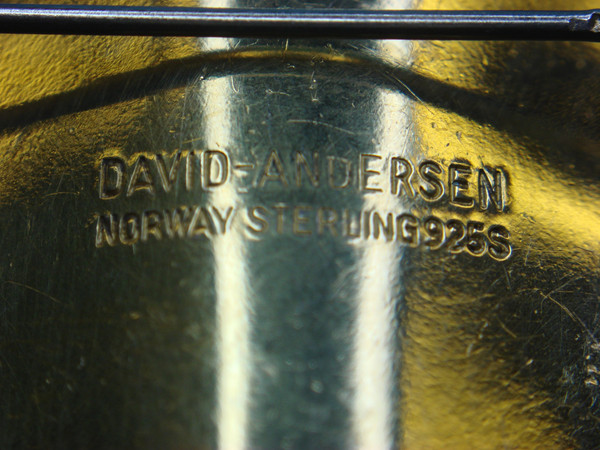 DAVID-ANDERSEN
NORWAY STERLING 925S